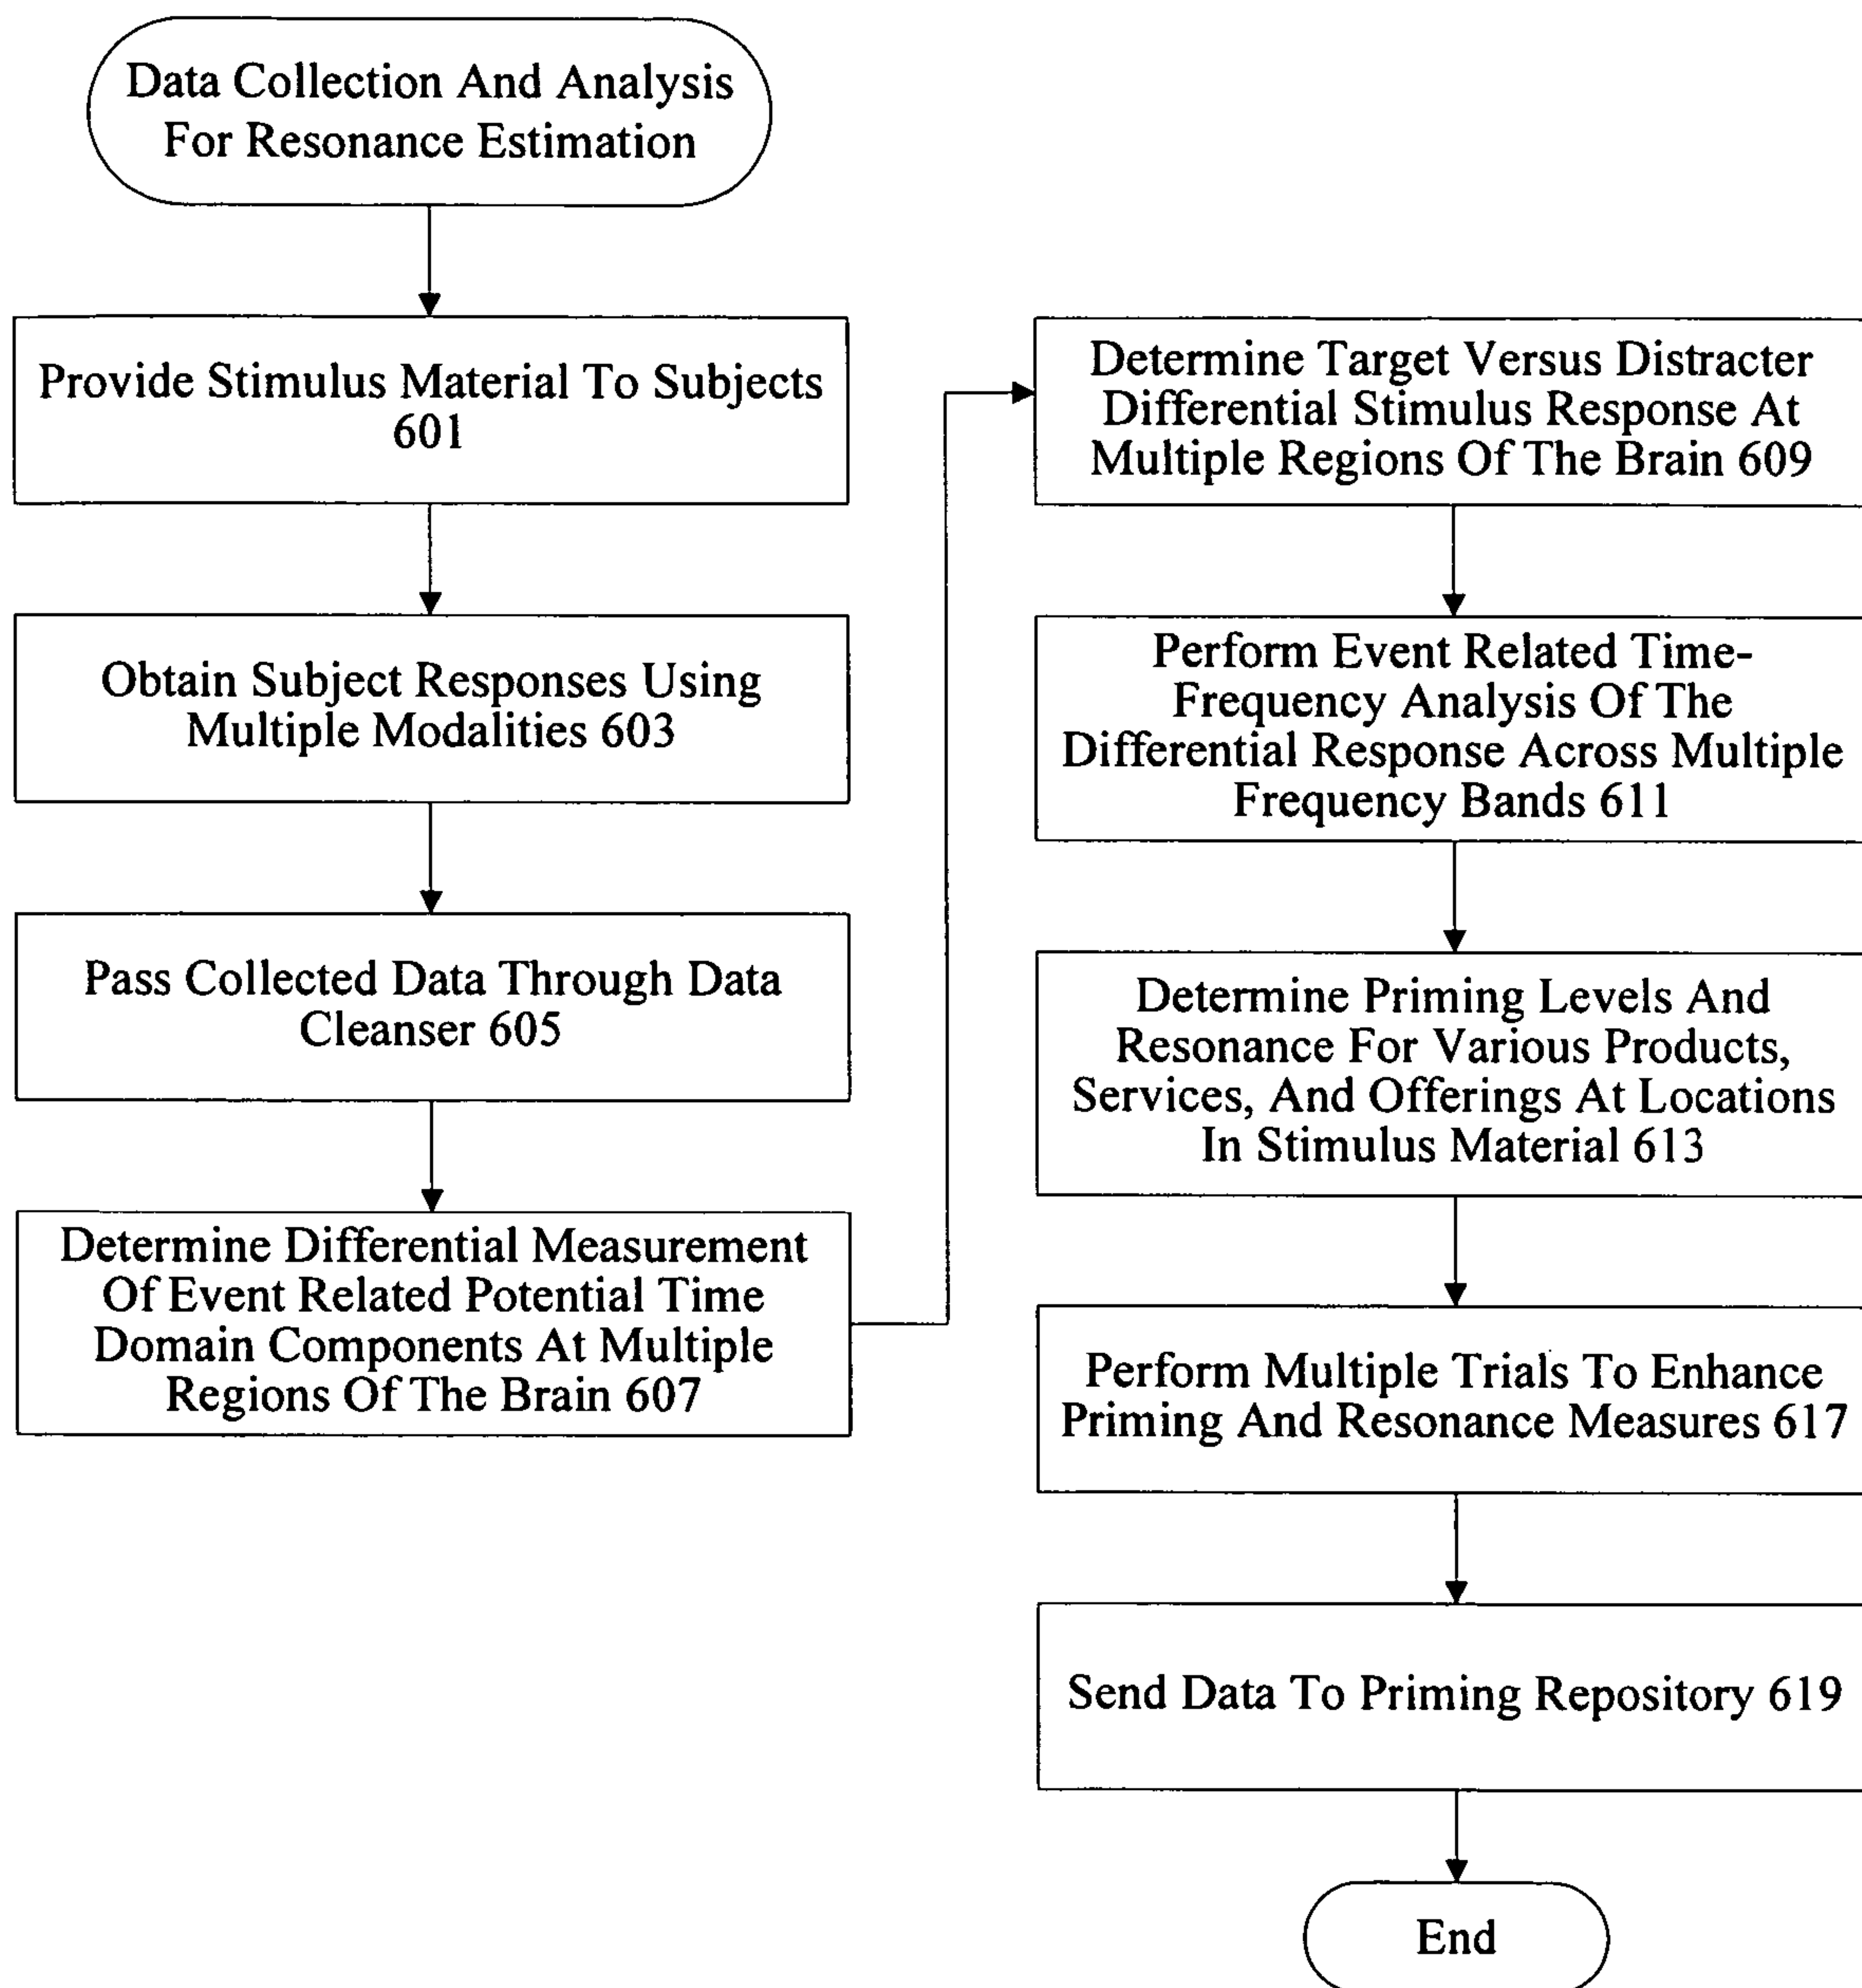 Data Collection And Analysis
For Resonance Estimation
Provide Stimulus Material To Subjects
601
Obtain Subject Responses Using
Multiple Modalities 603
Pass Collected Data Through Data
Cleanser 605
Determine Differential Measurement
Of Event Related Potential Time
Domain Components At Multiple
Regions Of The Brain 607
Determine Target Versus Distracter
Differential Stimulus Response At
Multiple Regions Of The Brain 609
Perform Event Related Time-
Frequency Analysis Of The
Differential Response Across Multiple
Frequency Bands 611
Determine Priming Levels And
Resonance For Various Products,
Services, And Offerings At Locations
In Stimulus Material 613
Perform Multiple Trials To Enhance
Priming And Resonance Measures 617
Send Data To Priming Repository 619
End